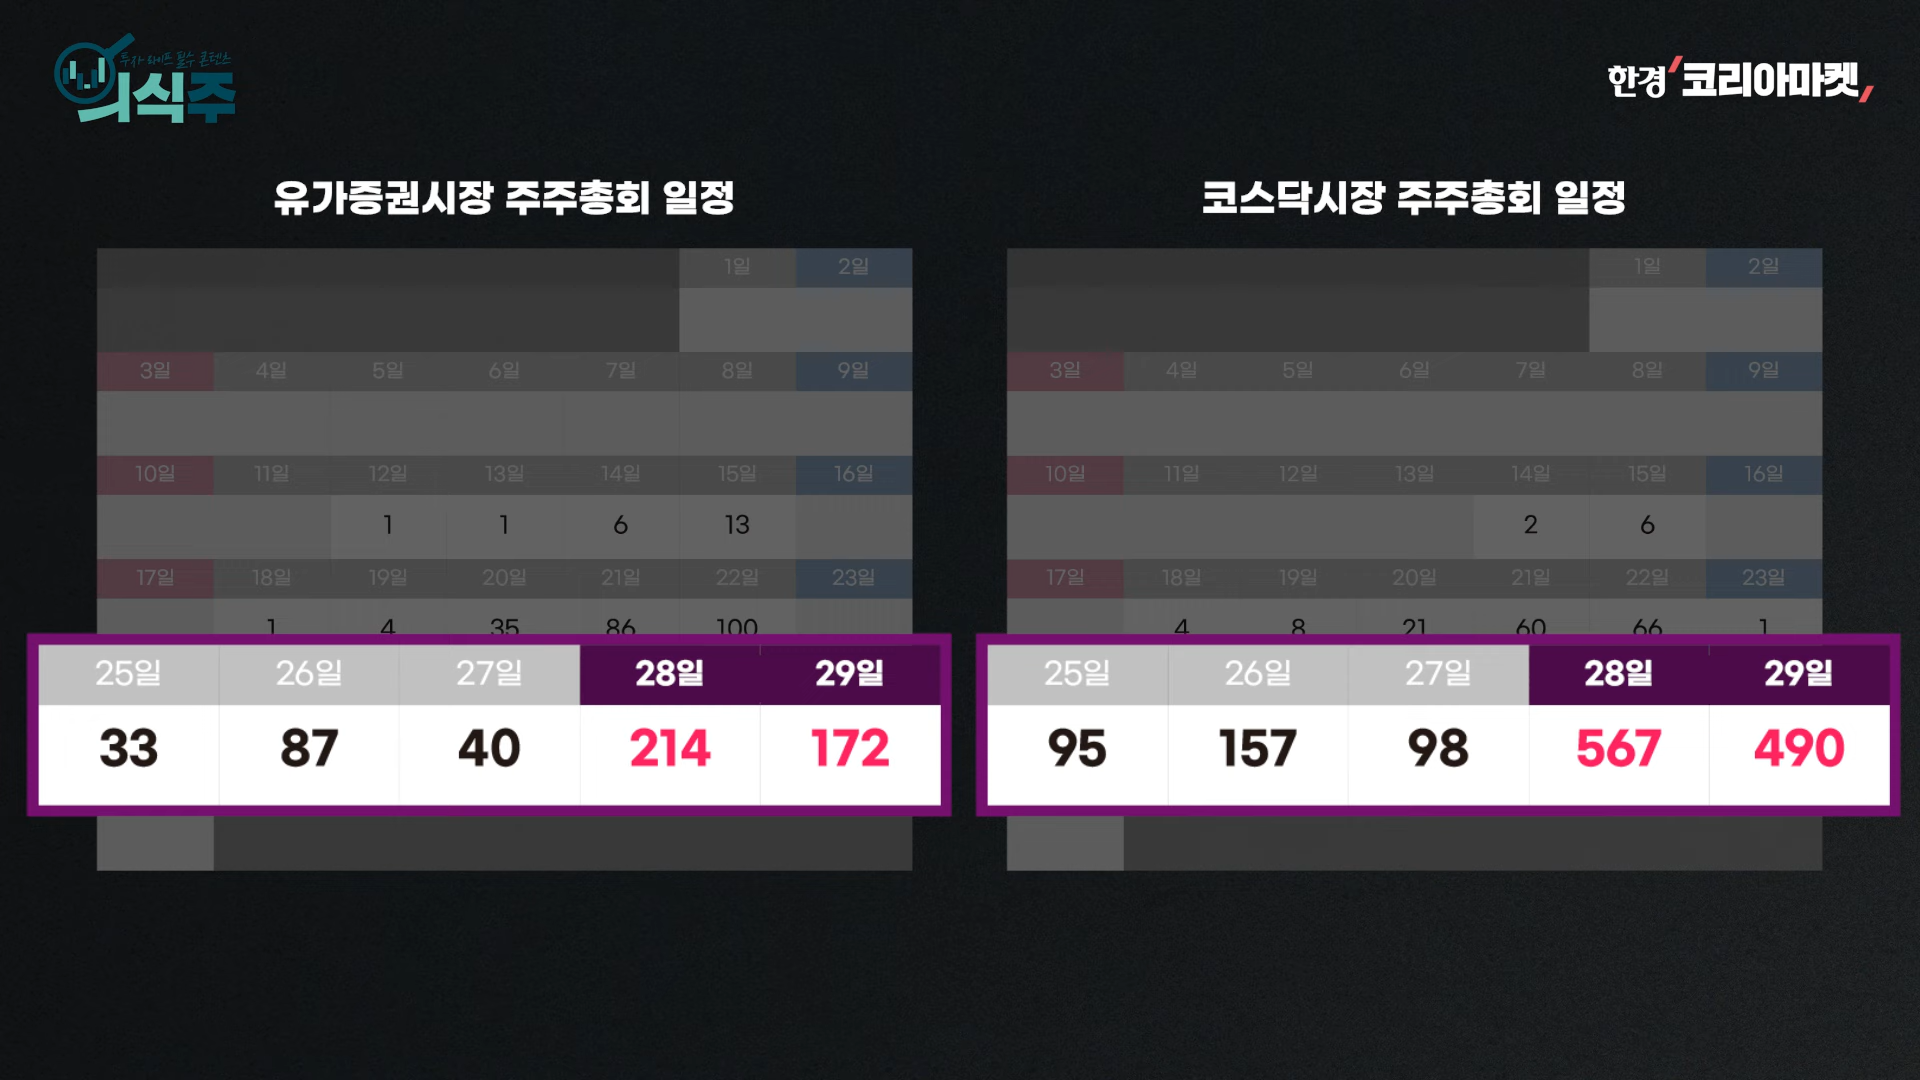 투자 라이프 필수 콘텐츠
의식주
한경 '코리아마켓,
유가증권시장 주주총회 일정
1일 2일
3일 4일 5일 6일 7일 8일 9일
10일 11일 12일 13일 14일 15일 16일
1 1 6 13
17일 18일 19일 20일 21일 22일 23일
1 4 35 86 100
25일 26일 27일 28일 29일
33 87 40 214 172
코스닥시장 주주총회 일정
1일 2일
3일 4일 5일 6일 7일 8일 9일
10일 11일 12일 13일 14일 15일 16일
2 6
17일 18일 19일 20일 21일 22일 23일
4 8 21 60 66 1
25일 26일 27일 28일 29일
95 157 98 567 490